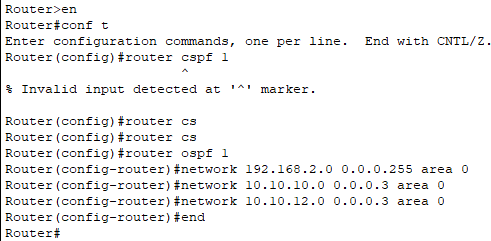 Router>en
Router#conf t
Enter configuration commands, one per line.  End with CNTL/Z.
Router(config)#router cspf 1
                      ^
% Invalid input detected at '^' marker.

Router(config)#router cs
Router(config)#router cs
Router(config)#router ospf 1
Router(config-router)#network 192.168.2.0 0.0.0.255 area 0
Router(config-router)#network 10.10.10.0 0.0.0.3 area 0
Router(config-router)#network 10.10.12.0 0.0.0.3 area 0
Router(config-router)#end
Router#